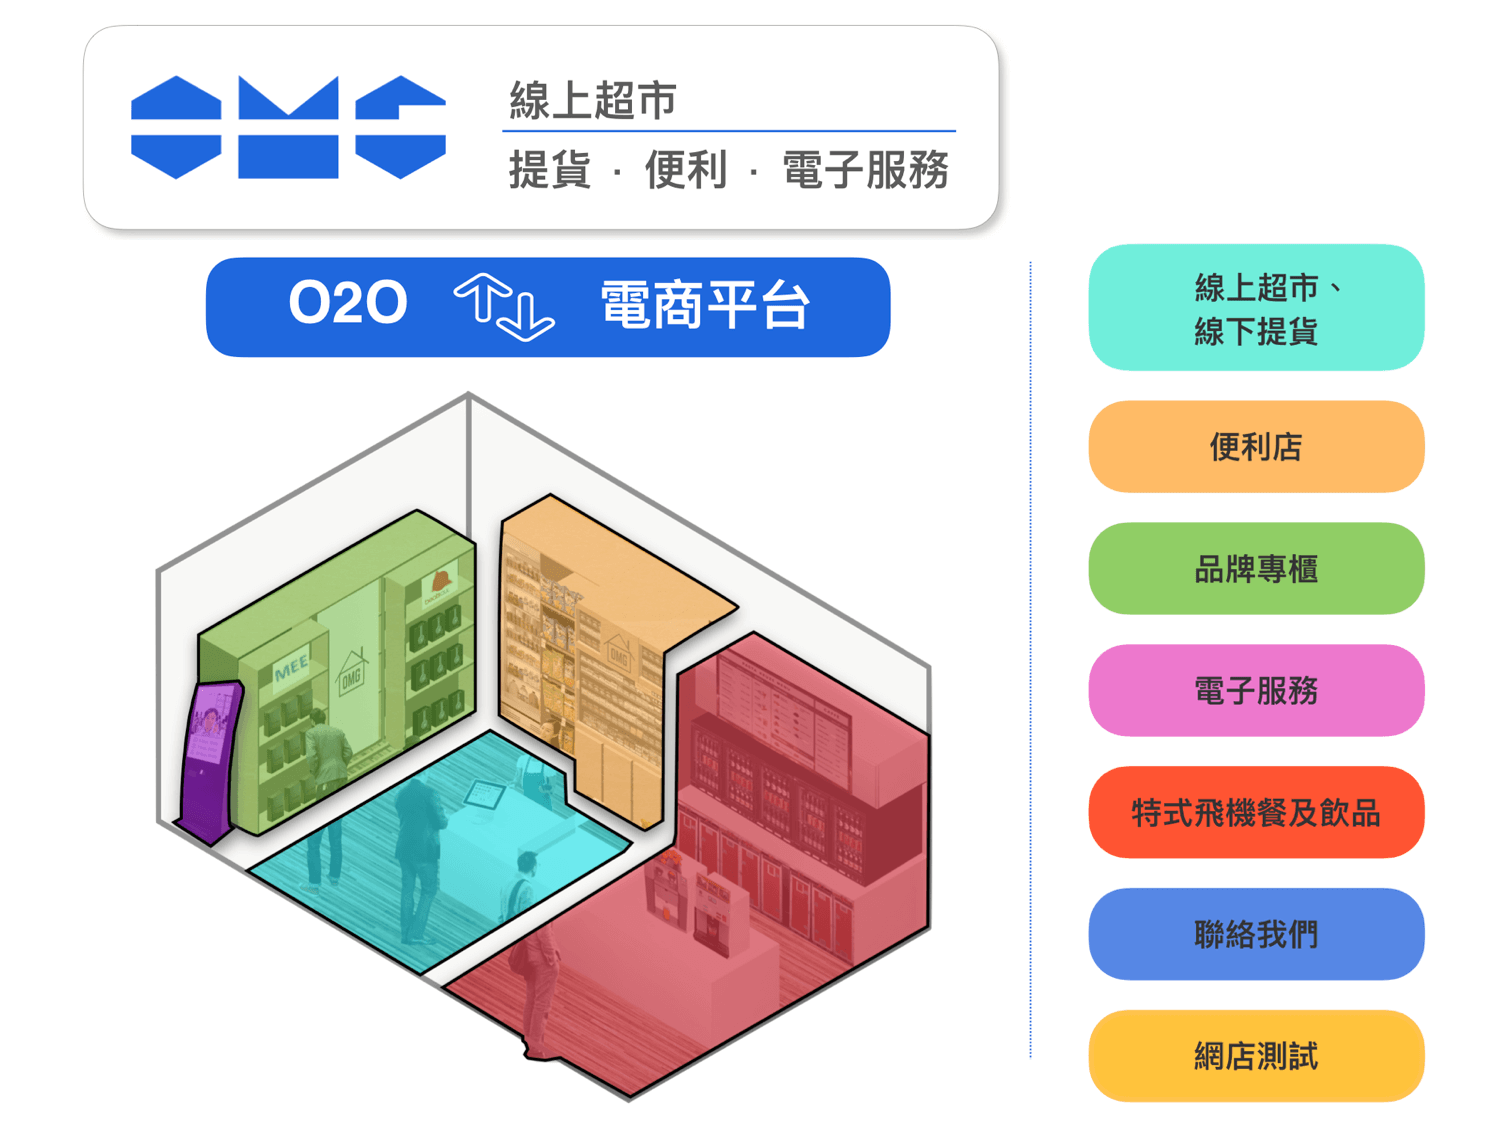 OMG
線上超市
提貨 · 便利 · 電子服務
O2O 電商平台
線上超市、
線下提貨
便利店
品牌專櫃
電子服務
特式飛機餐及飲品
聯絡我們
網店測試
MEE
OMG
OMG